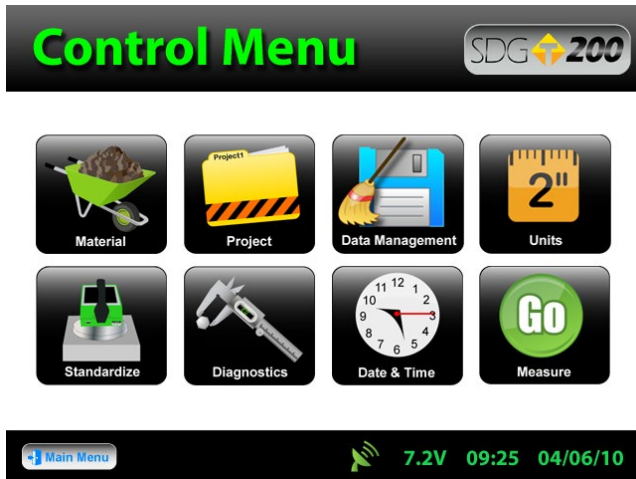 Control Menu
SDG T 200
Project1
2"
Material
Project
Data Management
Units
12
11
1
10
2
9
3
8
4
7
5
6
Go
Standardize
Diagnostics
Date & Time
Measure
Main Menu
7.2V 09:25 04/06/10